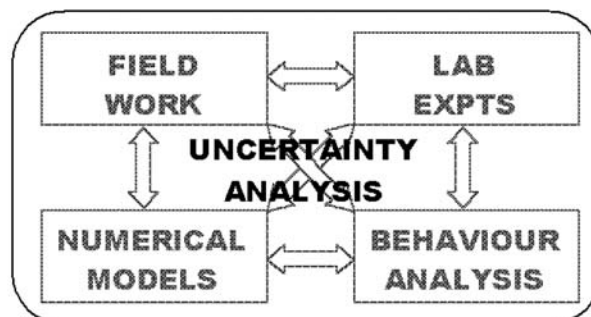 FIELD
WORK
LAB
EXPTS
UNCERTAINTY
ANALYSIS
NUMERICAL
MODELS
BEHAVIOUR
ANALYSIS